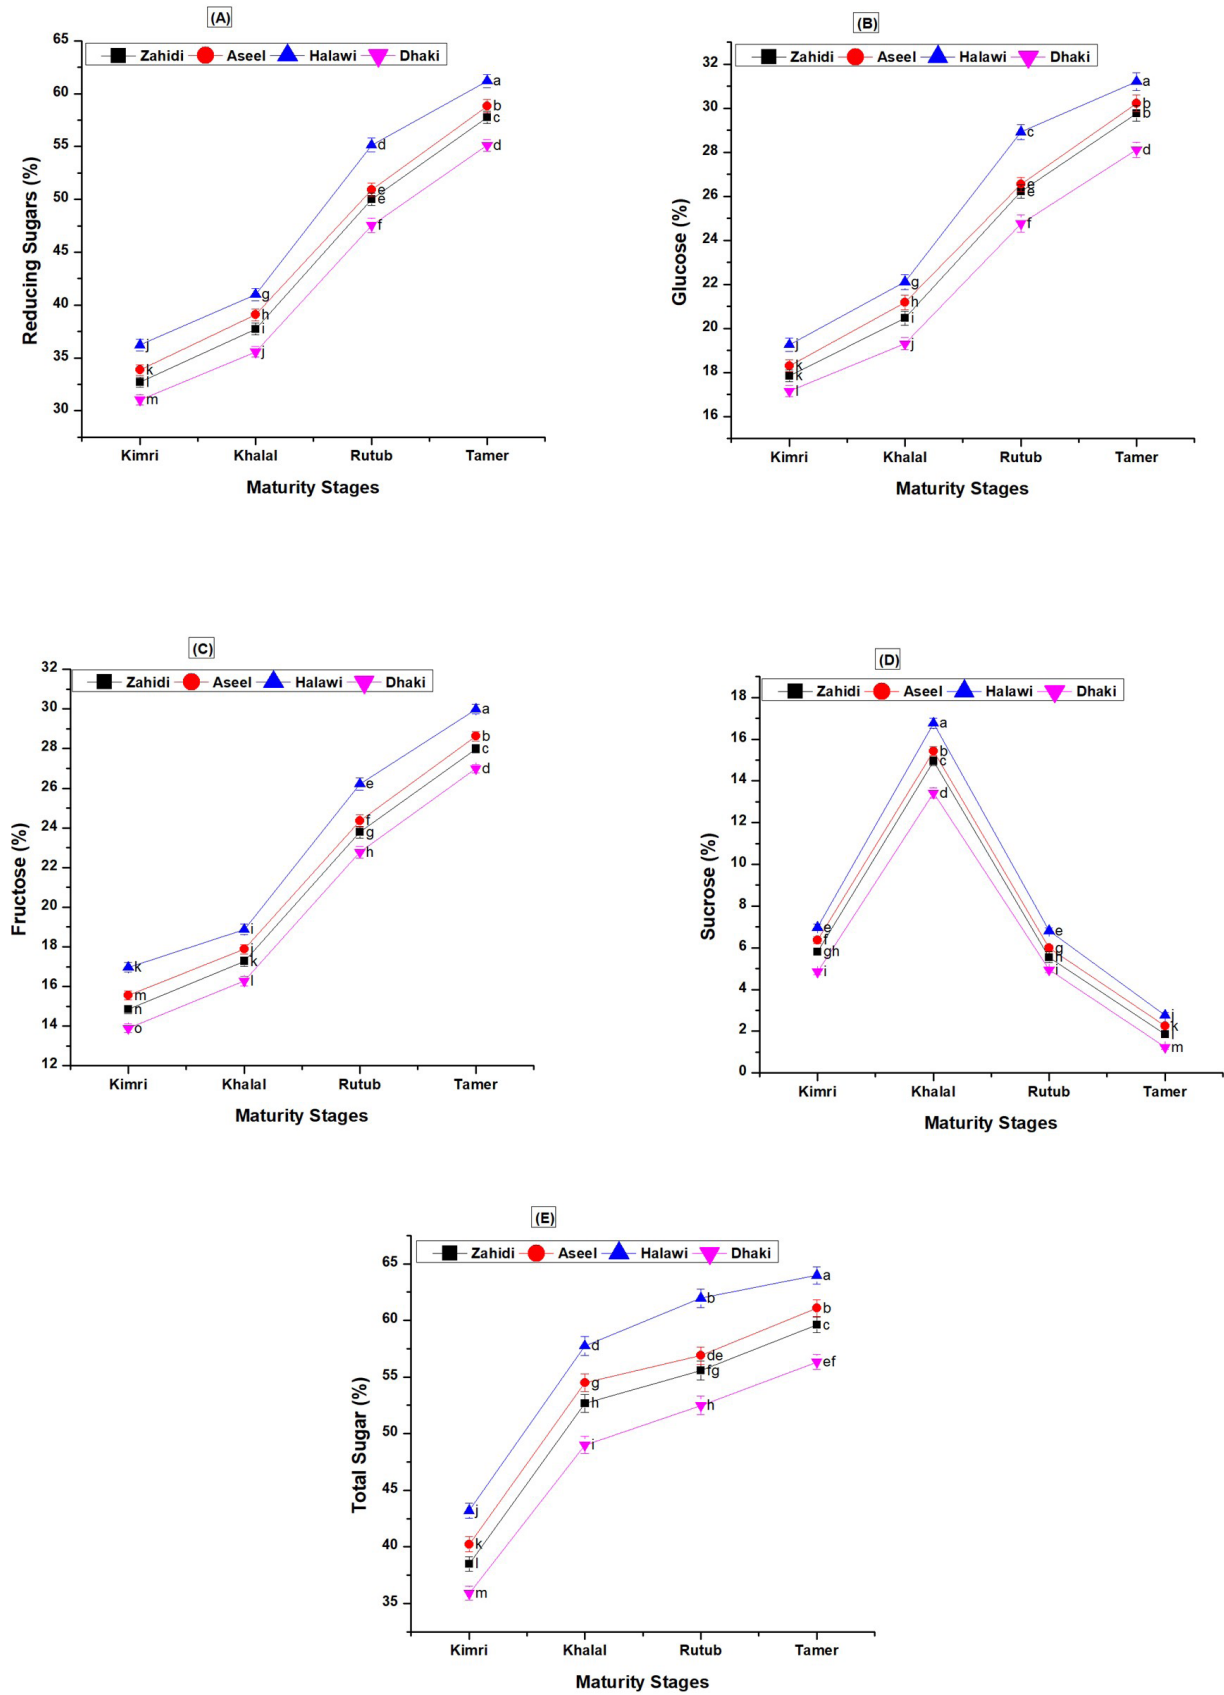 (A)
Zahidi Aseel Halawi Dhaki
65
60
55
50
45
40
35
30
Reducing Sugars (%)
a
b
c
d
d
e
e
f
g
h
i
j
j
k
l
m
Kimri Khalal Rutub Tamer
Maturity Stages
(B)
Zahidi Aseel Halawi Dhaki
32
30
28
26
24
22
20
18
16
Glucose (%)
a
b
b
c
d
e
e
f
g
h
i
j
j
k
k
l
Kimri Khalal Rutub Tamer
Maturity Stages
(C)
Zahidi Aseel Halawi Dhaki
32
30
28
26
24
22
20
18
16
14
12
Fructose (%)
a
b
c
d
e
f
g
h
i
j
k
l
k
m
n
o
Kimri Khalal Rutub Tamer
Maturity Stages
(D)
Zahidi Aseel Halawi Dhaki
18
16
14
12
10
8
6
4
2
0
Sucrose (%)
a
b
c
d
e
f
gh
i
e
g
h
i
j
k
l
m
Kimri Khalal Rutub Tamer
Maturity Stages
(E)
Zahidi Aseel Halawi Dhaki
65
60
55
50
45
40
35
Total Sugar (%)
a
b
b
c
d
de
fg
ef
g
h
h
i
j
k
l
m
Kimri Khalal Rutub Tamer
Maturity Stages